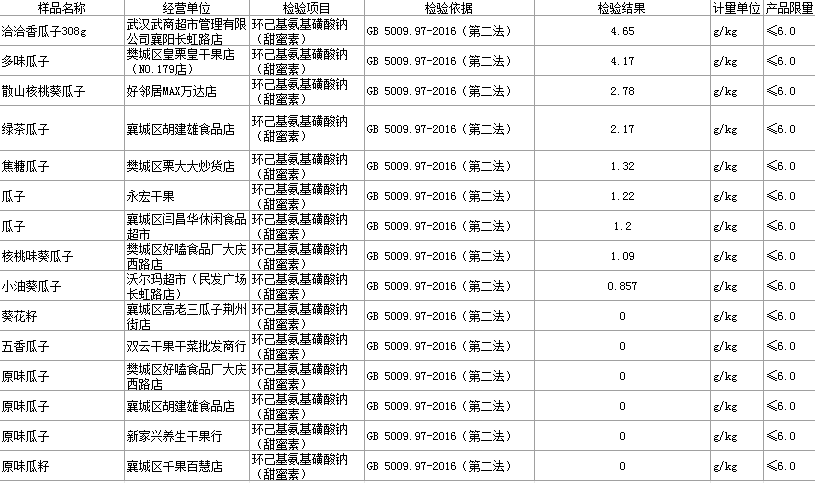 样品名称 经营单位 检验项目 检验依据 检验结果 计量单位 产品限量
洽洽香瓜子308g 武汉武商超市管理有限公司襄阳长虹路店 环己基氨基磺酸钠（甜蜜素） GB 5009.97-2016（第二法） 4.65 g/kg ≤6.0
多味瓜子 樊城区皇栗皇干果店（NO.179店） 环己基氨基磺酸钠（甜蜜素） GB 5009.97-2016（第二法） 4.17 g/kg ≤6.0
散山核桃葵瓜子 好邻居MAX万达店 环己基氨基磺酸钠（甜蜜素） GB 5009.97-2016（第二法） 2.78 g/kg ≤6.0
绿茶瓜子 襄城区胡建雄食品店 环己基氨基磺酸钠（甜蜜素） GB 5009.97-2016（第二法） 2.17 g/kg ≤6.0
焦糖瓜子 樊城区栗大大炒货店 环己基氨基磺酸钠（甜蜜素） GB 5009.97-2016（第二法） 1.32 g/kg ≤6.0
瓜子 永宏干果 环己基氨基磺酸钠（甜蜜素） GB 5009.97-2016（第二法） 1.22 g/kg ≤6.0
瓜子 襄城区闫昌华休闲食品超市 环己基氨基磺酸钠（甜蜜素） GB 5009.97-2016（第二法） 1.2 g/kg ≤6.0
核桃味葵瓜子 樊城区好嗑食品厂大庆西路店 环己基氨基磺酸钠（甜蜜素） GB 5009.97-2016（第二法） 1.09 g/kg ≤6.0
小油葵瓜子 沃尔玛超市（民发广场长虹路店） 环己基氨基磺酸钠（甜蜜素） GB 5009.97-2016（第二法） 0.857 g/kg ≤6.0
葵花籽 襄城区高老三瓜子荆州街店 环己基氨基磺酸钠（甜蜜素） GB 5009.97-2016（第二法） 0 g/kg ≤6.0
五香瓜子 双云干果干菜批发商行 环己基氨基磺酸钠（甜蜜素） GB 5009.97-2016（第二法） 0 g/kg ≤6.0
原味瓜子 樊城区好嗑食品厂大庆西路店 环己基氨基磺酸钠（甜蜜素） GB 5009.97-2016（第二法） 0 g/kg ≤6.0
原味瓜子 襄城区胡建雄食品店 环己基氨基磺酸钠（甜蜜素） GB 5009.97-2016（第二法） 0 g/kg ≤6.0
原味瓜子 新家兴养生干果行 环己基氨基磺酸钠（甜蜜素） GB 5009.97-2016（第二法） 0 g/kg ≤6.0
原味瓜籽 襄城区千果百慧店 环己基氨基磺酸钠（甜蜜素） GB 5009.97-2016（第二法） 0 g/kg ≤6.0